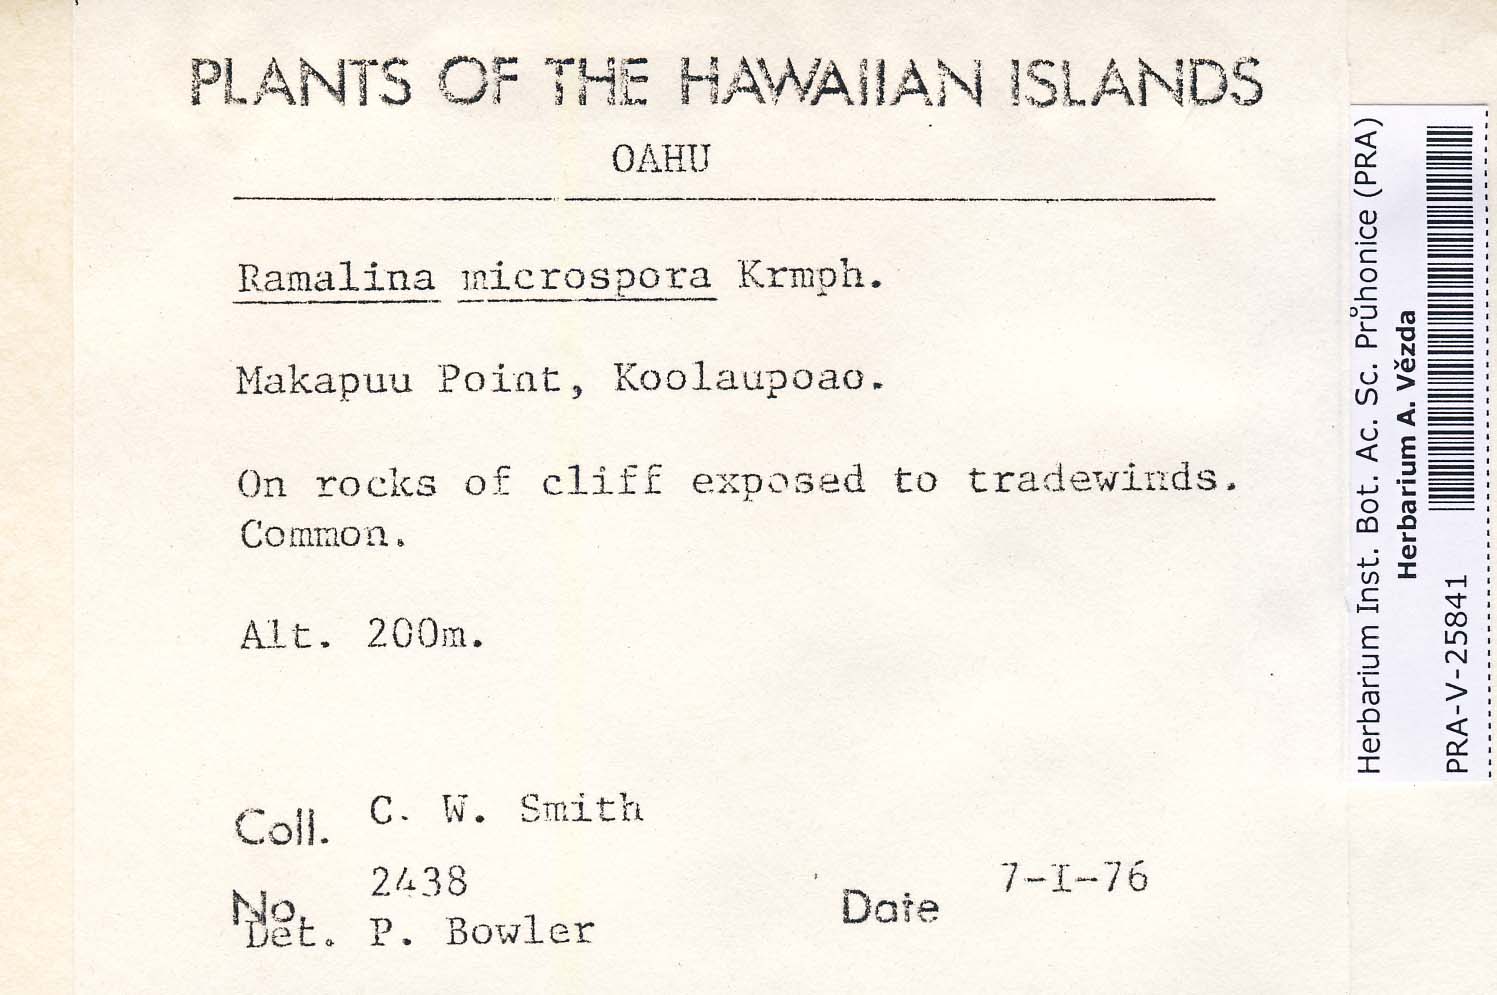 PLANTS OF THE HAWAIIAN ISLANDS
OAHU
Ramalina microspora Krmph.
Makapuu Point, Koolaupoao.
On rocks of cliff exposed to tradewinds.
Common.
Alt. 200m.
Coll. C. W. Smith
No. 2438
Date 7-I-76
Det. P. Bowler
Herbarium Inst. Bot. Ac. Sc. Průhonice (PRA)
Herbarium A. Vězda
PRA-V-25841